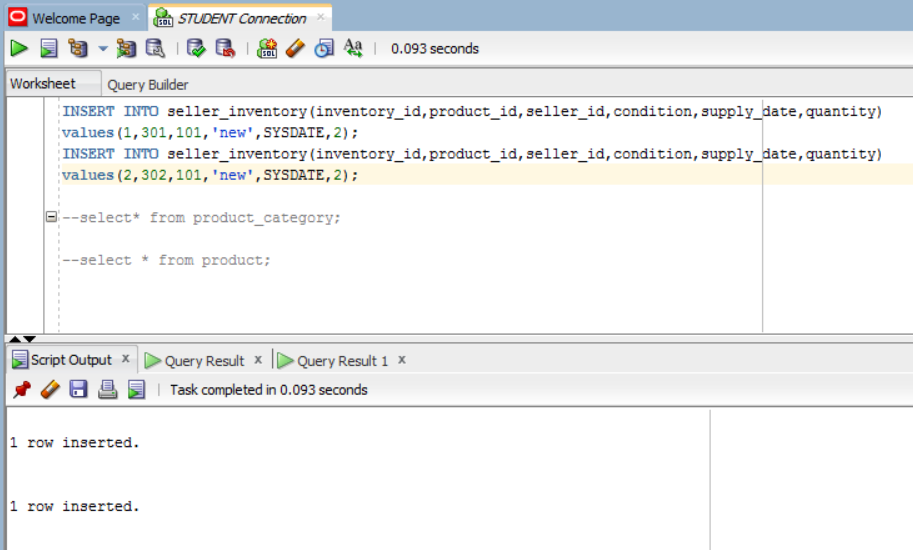 Welcome Page
STUDENT Connection
SQL
0.093 seconds
Worksheet
Query Builder
INSERT INTO seller_inventory(inventory_id,product_id,seller_id,condition,supply_date,quantity)
values(1,301,101,'new',SYSDATE,2);
INSERT INTO seller_inventory(inventory_id,product_id,seller_id,condition,supply_date,quantity)
values(2,302,101,'new',SYSDATE,2);
--select* from product_category;
--select * from product;
Script Output x
Query Result x
Query Result 1 x
Task completed in 0.093 seconds
1 row inserted.
1 row inserted.